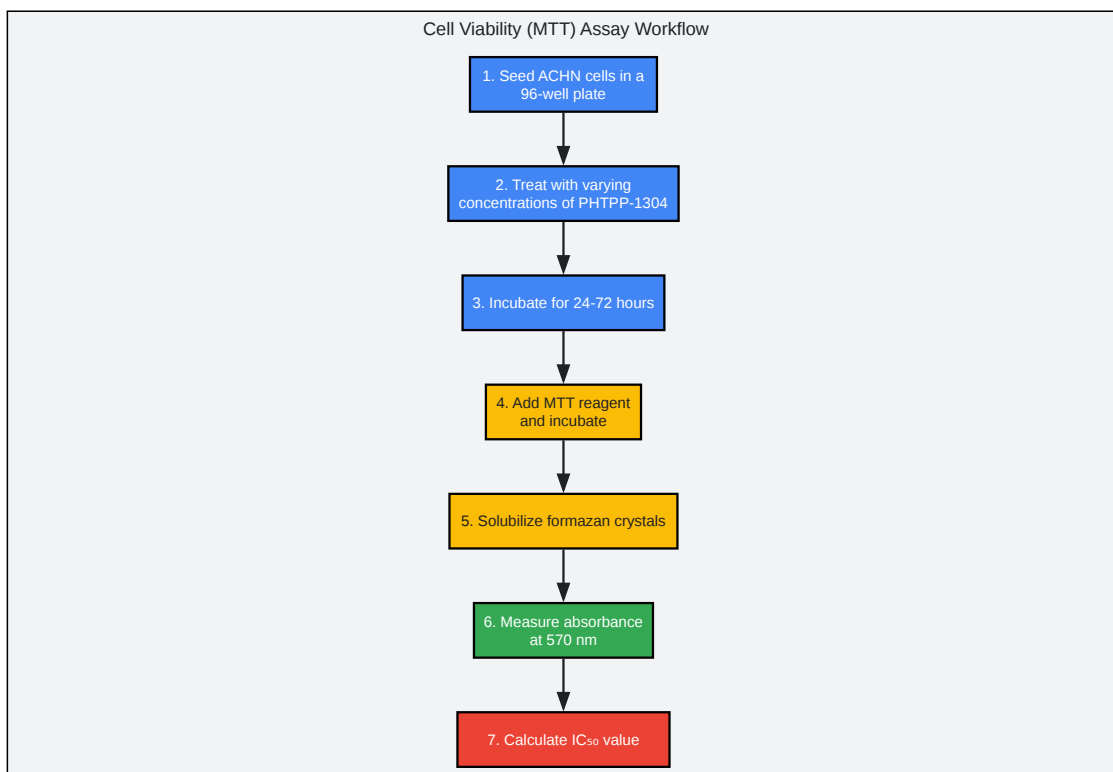 Cell Viability (MTT) Assay Workflow
1. Seed ACHN cells in a
96-well plate
2. Treat with varying
concentrations of PHTPP-1304
3. Incubate for 24-72 hours
4. Add MTT reagent
and incubate
5. Solubilize formazan crystals
6. Measure absorbance
at 570 nm
7. Calculate IC₅₀ value